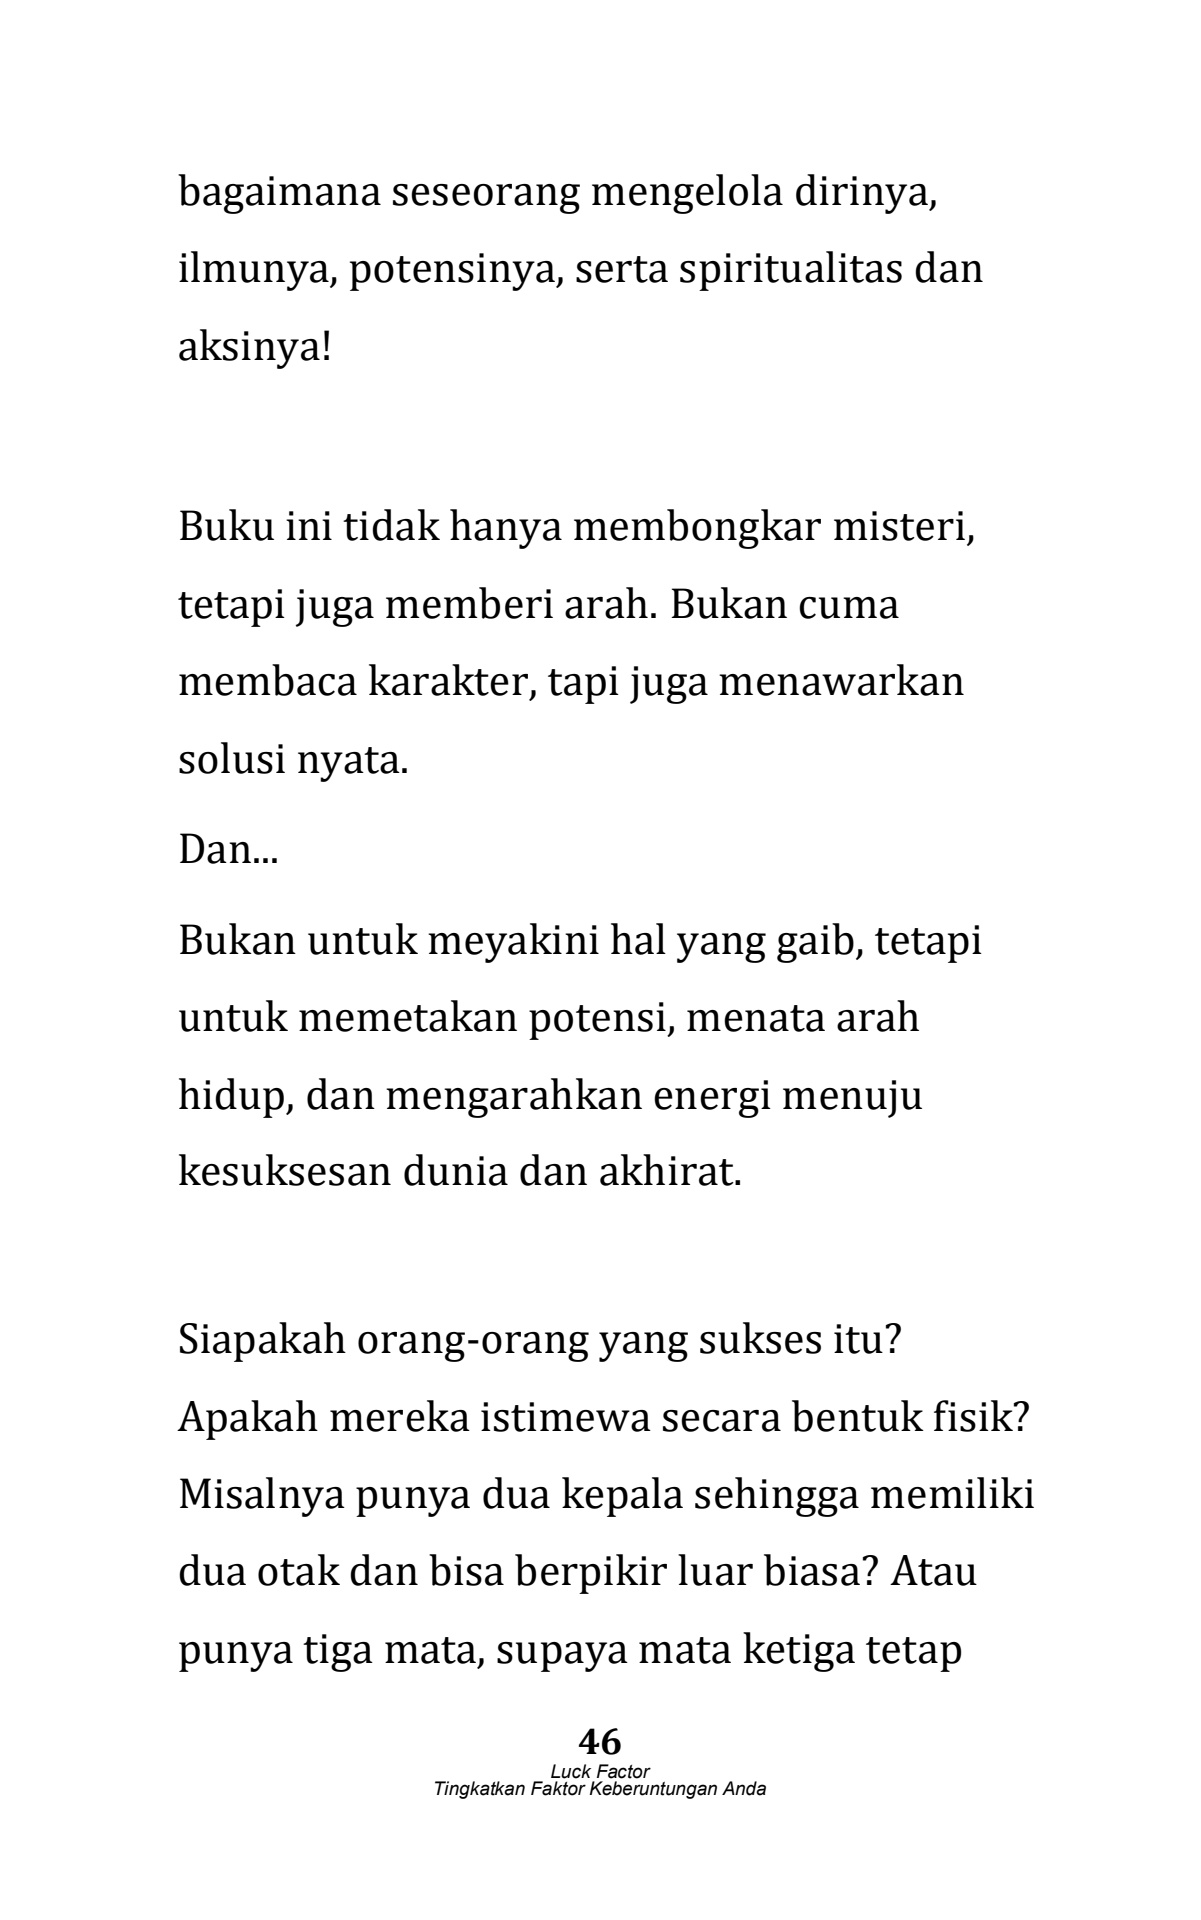 bagaimana seseorang mengelola dirinya,
ilmunya, potensinya, serta spiritualitas dan
aksinya!
Buku ini tidak hanya membongkar misteri,
tetapi juga memberi arah. Bukan cuma
membaca karakter, tapi juga menawarkan
solusi nyata.
Dan...
Bukan untuk meyakini hal yang gaib, tetapi
untuk memetakan potensi, menata arah
hidup, dan mengarahkan energi menuju
kesuksesan dunia dan akhirat.
Siapakah orang-orang yang sukses itu?
Apakah mereka istimewa secara bentuk fisik?
Misalnya punya dua kepala sehingga memiliki
dua otak dan bisa berpikir luar biasa? Atau
punya tiga mata, supaya mata ketiga tetap
46
Luck Factor
Tingkatkan Faktor Keberuntungan Anda